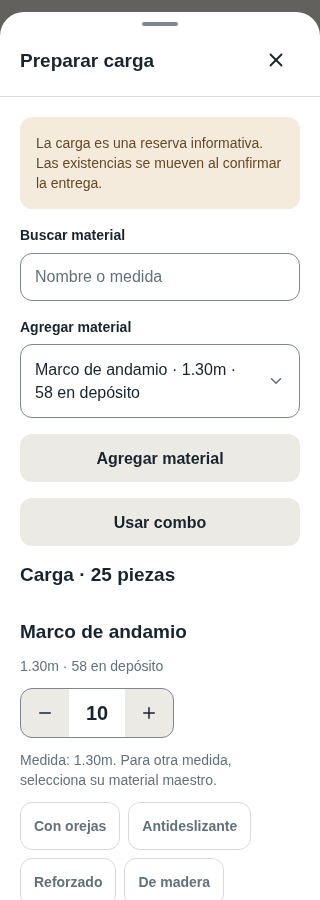 Preparar carga
La carga es una reserva informativa.
Las existencias se mueven al confirmar
la entrega.
Buscar material
Nombre o medida
Agregar material
Marco de andamio · 1.30m ·
58 en depósito
Agregar material
Usar combo
Carga · 25 piezas
Marco de andamio
1.30m · 58 en depósito
− 10 +
Medida: 1.30m. Para otra medida,
selecciona su material maestro.
Con orejas Antideslizante
Reforzado De madera